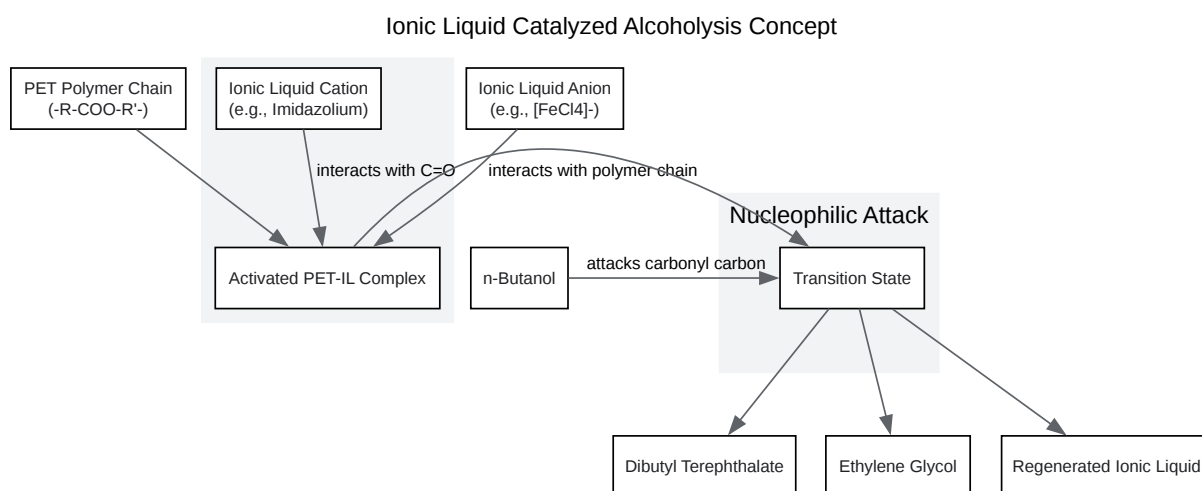 Ionic Liquid Catalyzed Alcoholysis Concept
PET Polymer Chain
(-R-COO-R'-)
Ionic Liquid Cation
(e.g., Imidazolium)
Ionic Liquid Anion
(e.g., [FeCl4]-)
interacts with C=O
interacts with polymer chain
Nucleophilic Attack
Activated PET-IL Complex
n-Butanol
attacks carbonyl carbon
Transition State
Dibutyl Terephthalate
Ethylene Glycol
Regenerated Ionic Liquid